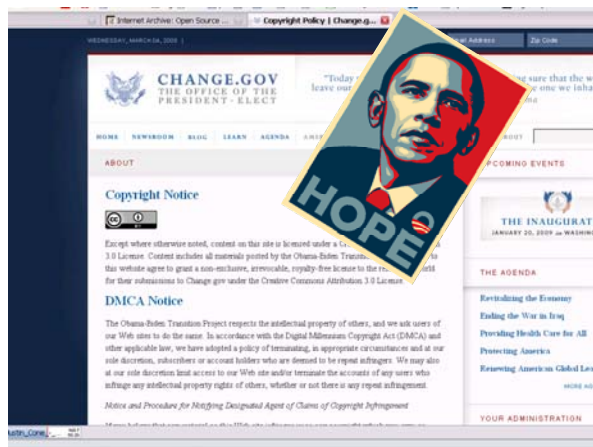 Internet Archive: Open Source ...
Copyright Policy | Change.g...
WEDNESDAY, MARCH 04, 2009 |
Email Address
Zip Code
CHANGE.GOV
THE OFFICE OF THE
PRESIDENT-ELECT
"Today
leave our
sure that the w
one we inha
HOME NEWSROOM BLOG LEARN AGENDA
ABOUT
ABOUT
UPCOMING EVENTS
HOPE
Copyright Notice
cc
BY
THE INAUGURAT
JANUARY 20, 2009 in WASHIN
Except where otherwise noted, content on this site is licensed under a
3.0 License. Content includes all materials posted by the Obama-Biden Transition
this website agree to grant a non-exclusive, irrevocable, royalty-free license to the
for their submissions to Change.gov under the Creative Commons Attribution 3.0 License.
THE AGENDA
DMCA Notice
Revitalizing the Economy
Ending the War in Iraq
Providing Health Care for All
Protecting America
Renewing American Global Lea
MORE AG
The Obama-Biden Transition Project respects the intellectual property of others, and we ask users of
our Web sites to do the same. In accordance with the Digital Millennium Copyright Act (DMCA) and
other applicable law, we have adopted a policy of terminating, in appropriate circumstances and at our
sole discretion, subscribers or account holders who are deemed to be repeat infringers. We may also
at our sole discretion limit access to our Web site and/or terminate the accounts of any users who
infringe any intellectual property rights of others, whether or not there is any repeat infringement.
Notice and Procedure for Notifying Designated Agent of Claims of Copyright Infringement
YOUR ADMINISTRATION